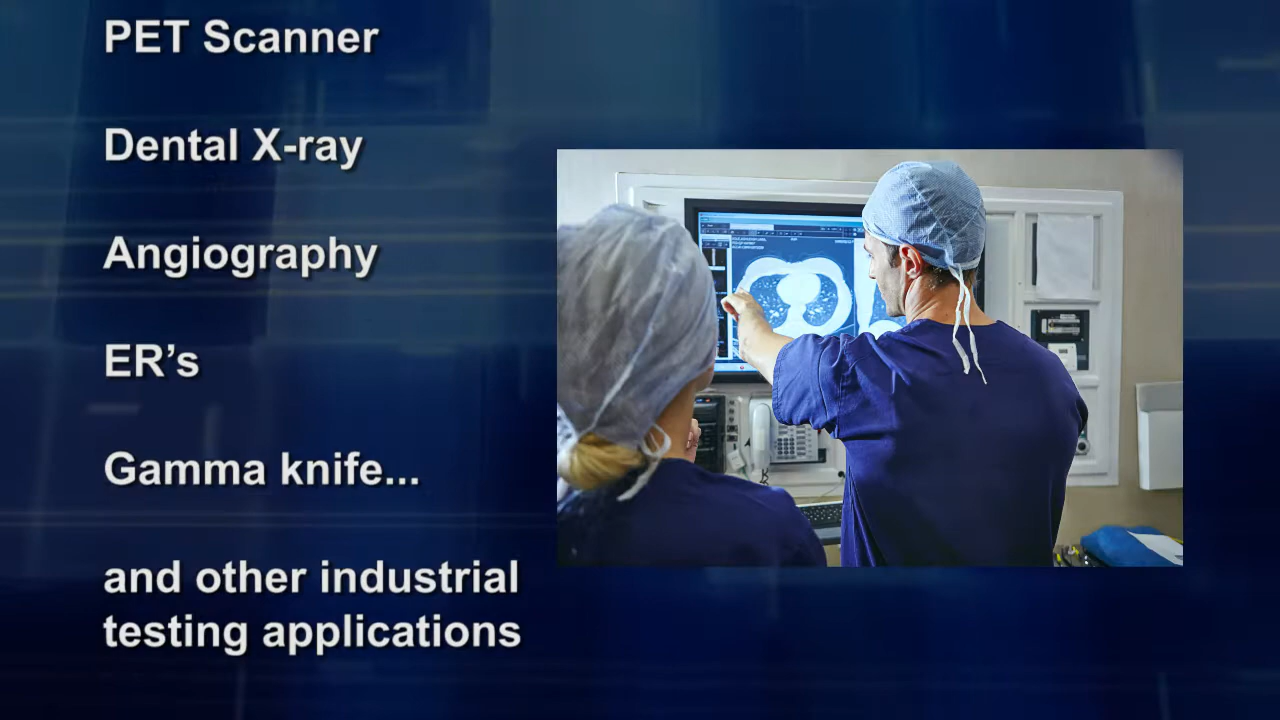 PET Scanner
Dental X-ray
Angiography
ER’s
Gamma knife...
and other industrial
testing applications